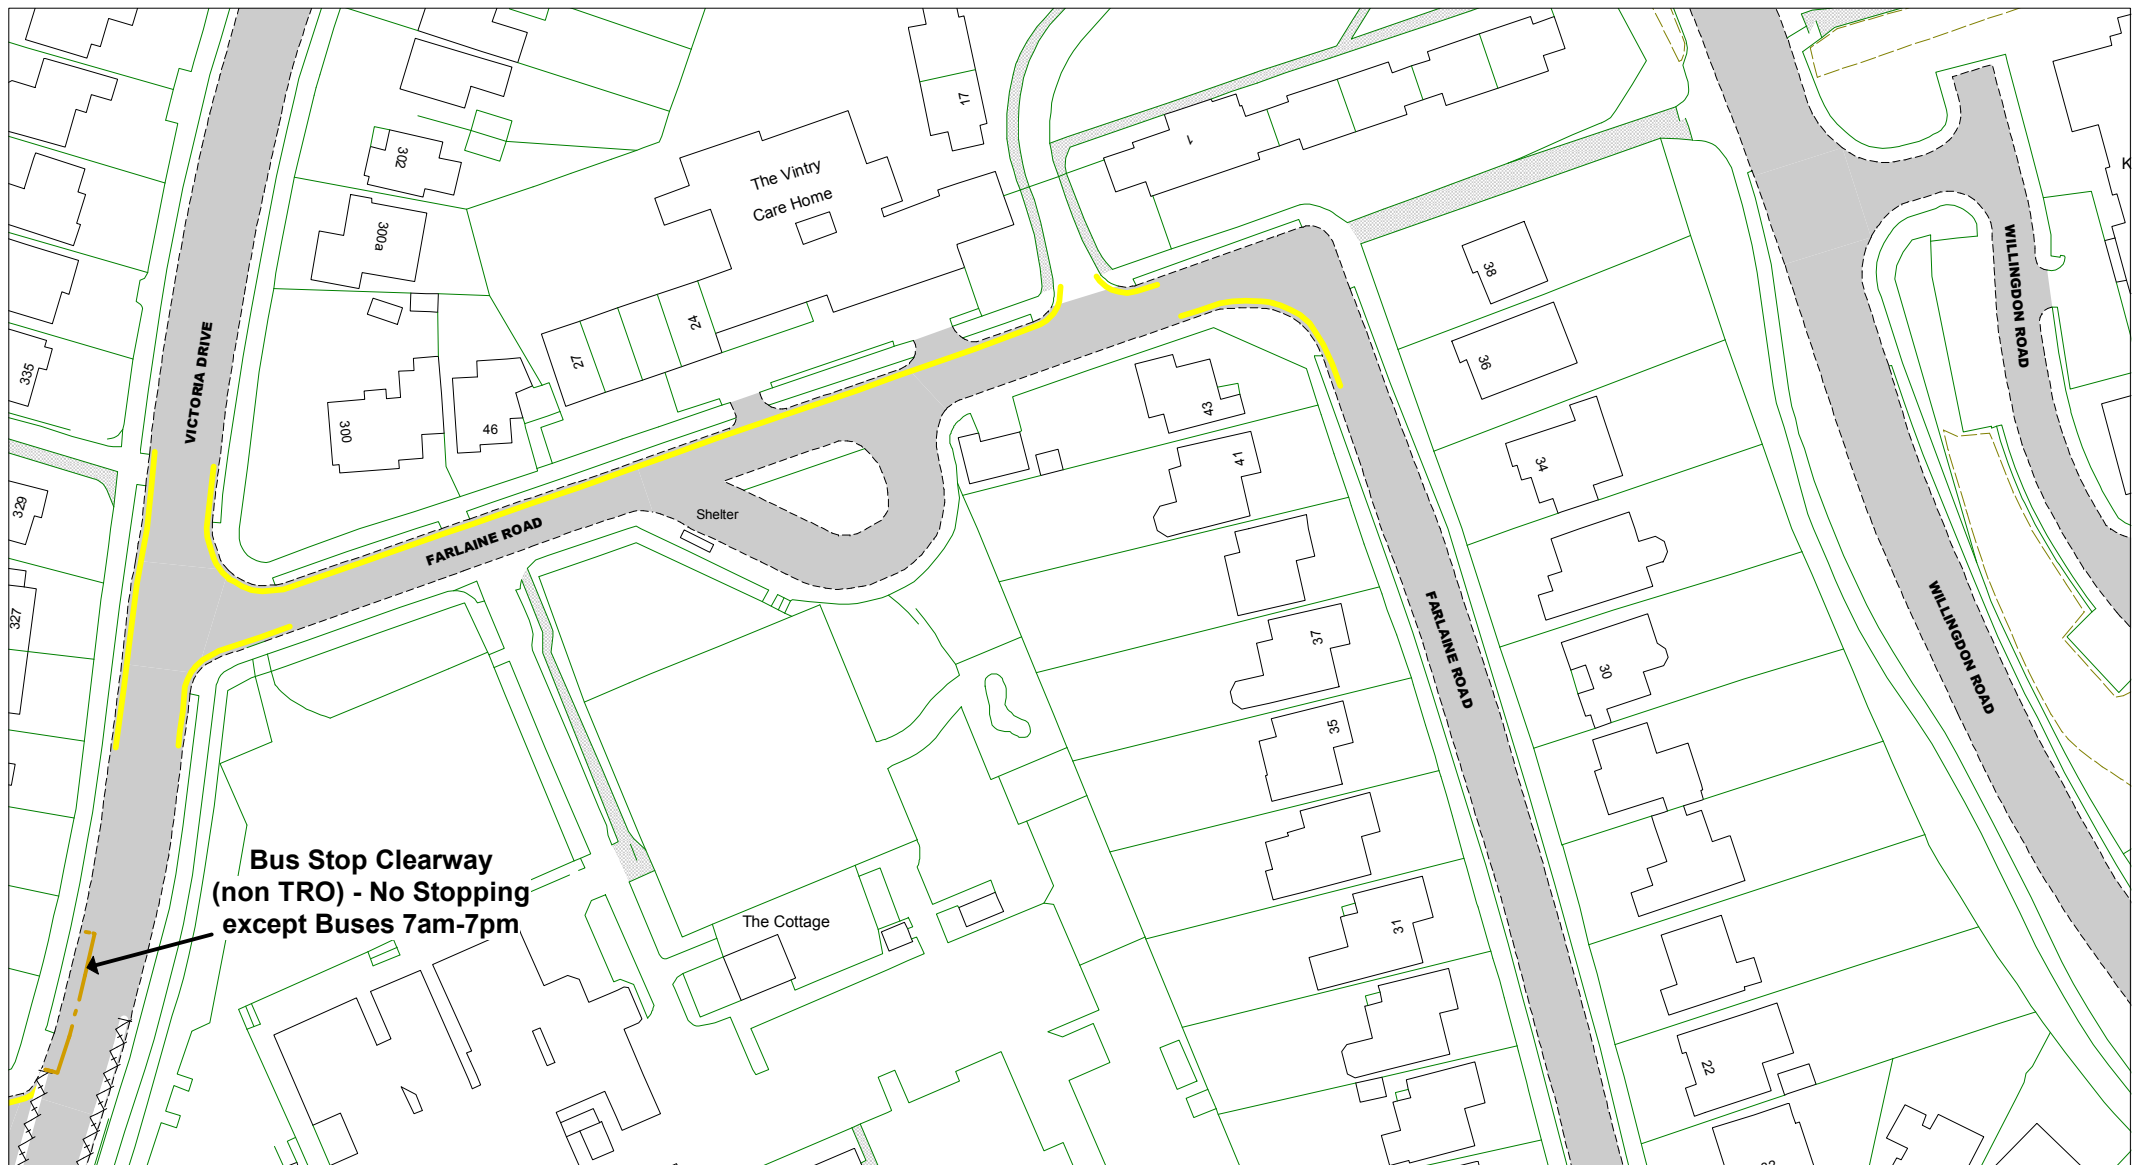 17
1
302
The Vintry
Care Home
300a
38
K
WILLINGDON ROAD
24
27
36
335
VICTORIA DRIVE
43
300
46
41
34
329
Shelter
FARLAINE ROAD
327
37
FARLAINE ROAD
WILLINGDON ROAD
30
35
Bus Stop Clearway
(non TRO) - No Stopping
except Buses 7am-7pm
The Cottage
31
22